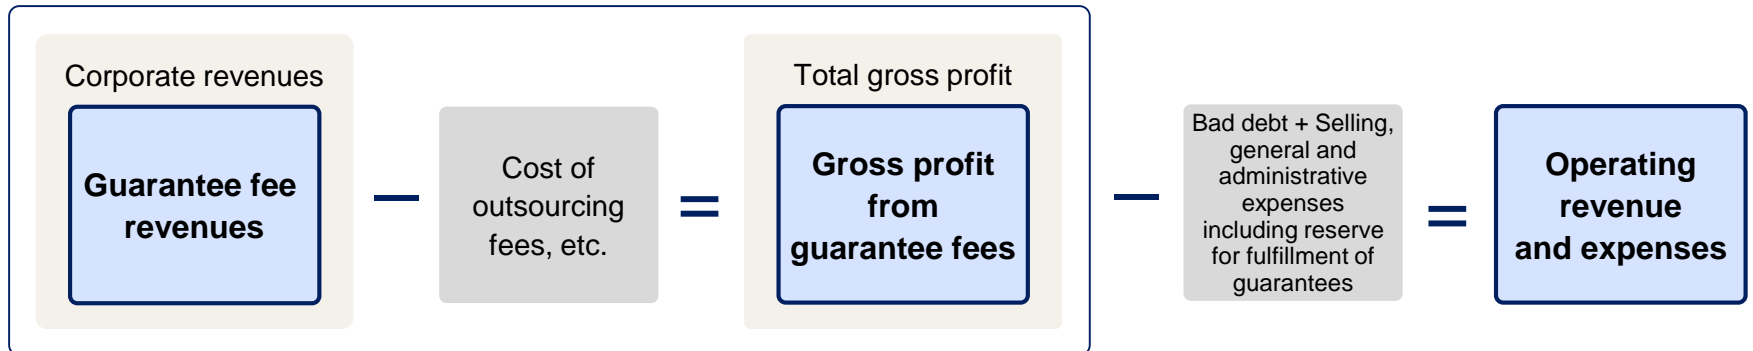 Corporate revenues
Guarantee fee
revenues
—
Cost of
outsourcing
fees, etc.
=
Total gross profit
Gross profit
from
guarantee fees
—
Bad debt + Selling,
general and
administrative
expenses
including reserve
for fulfillment of
guarantees
=
Operating
revenue
and expenses